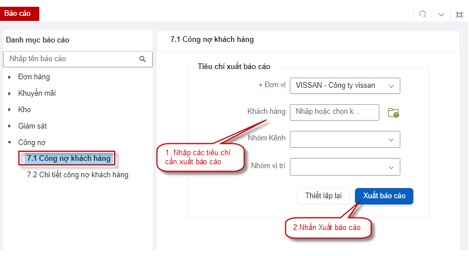 Báo cáo
Danh mục báo cáo
Nhập tên báo cáo
Đơn hàng
Khuyến mãi
Kho
Giám sát
Công nợ
7.1 Công nợ khách hàng
7.2 Chi tiết công nợ khách hàng
7.1 Công nợ khách hàng
Tiêu chí xuất báo cáo
* Đơn vị VISSAN - Công ty vissan
Khách hàng Nhập hoặc chọn k...
Nhóm Kênh
Nhóm vị trí
1. Nhập các tiêu chí
cần xuất báo cáo
Thiết lập lại Xuất báo cáo
2.Nhấn Xuất báo cáo